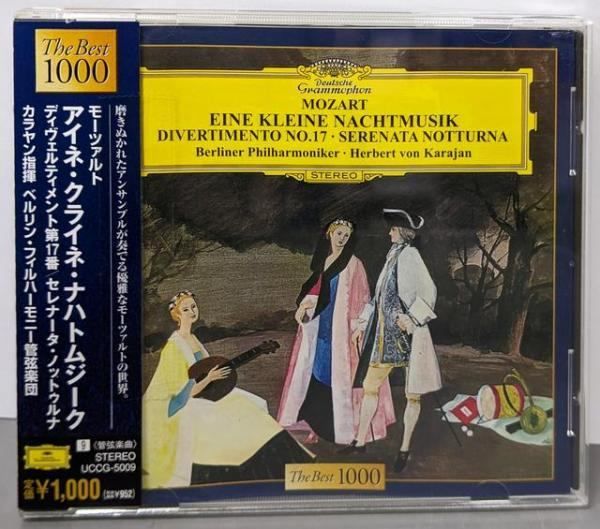 The Best
1000
モーツァルト
アイネ・クライネ・ナハトムジーク
ディヴェルティメント第17番/セレナータ・ノットゥルナ
カラヤン指揮 ベルリン・フィルハーモニー管弦楽団
磨きぬかれたアンサンブルが奏でる優雅なモーツァルトの世界。
〈管弦楽曲〉
STEREO
UCCG-5009
定価¥1,000
¥952
Deutsche
Grammophon
MOZART
EINE KLEINE NACHTMUSIK
DIVERTIMENTO NO.17・SERENATA NOTTURNA
Berliner Philharmoniker・Herbert von Karajan
STEREO
The Best 1000